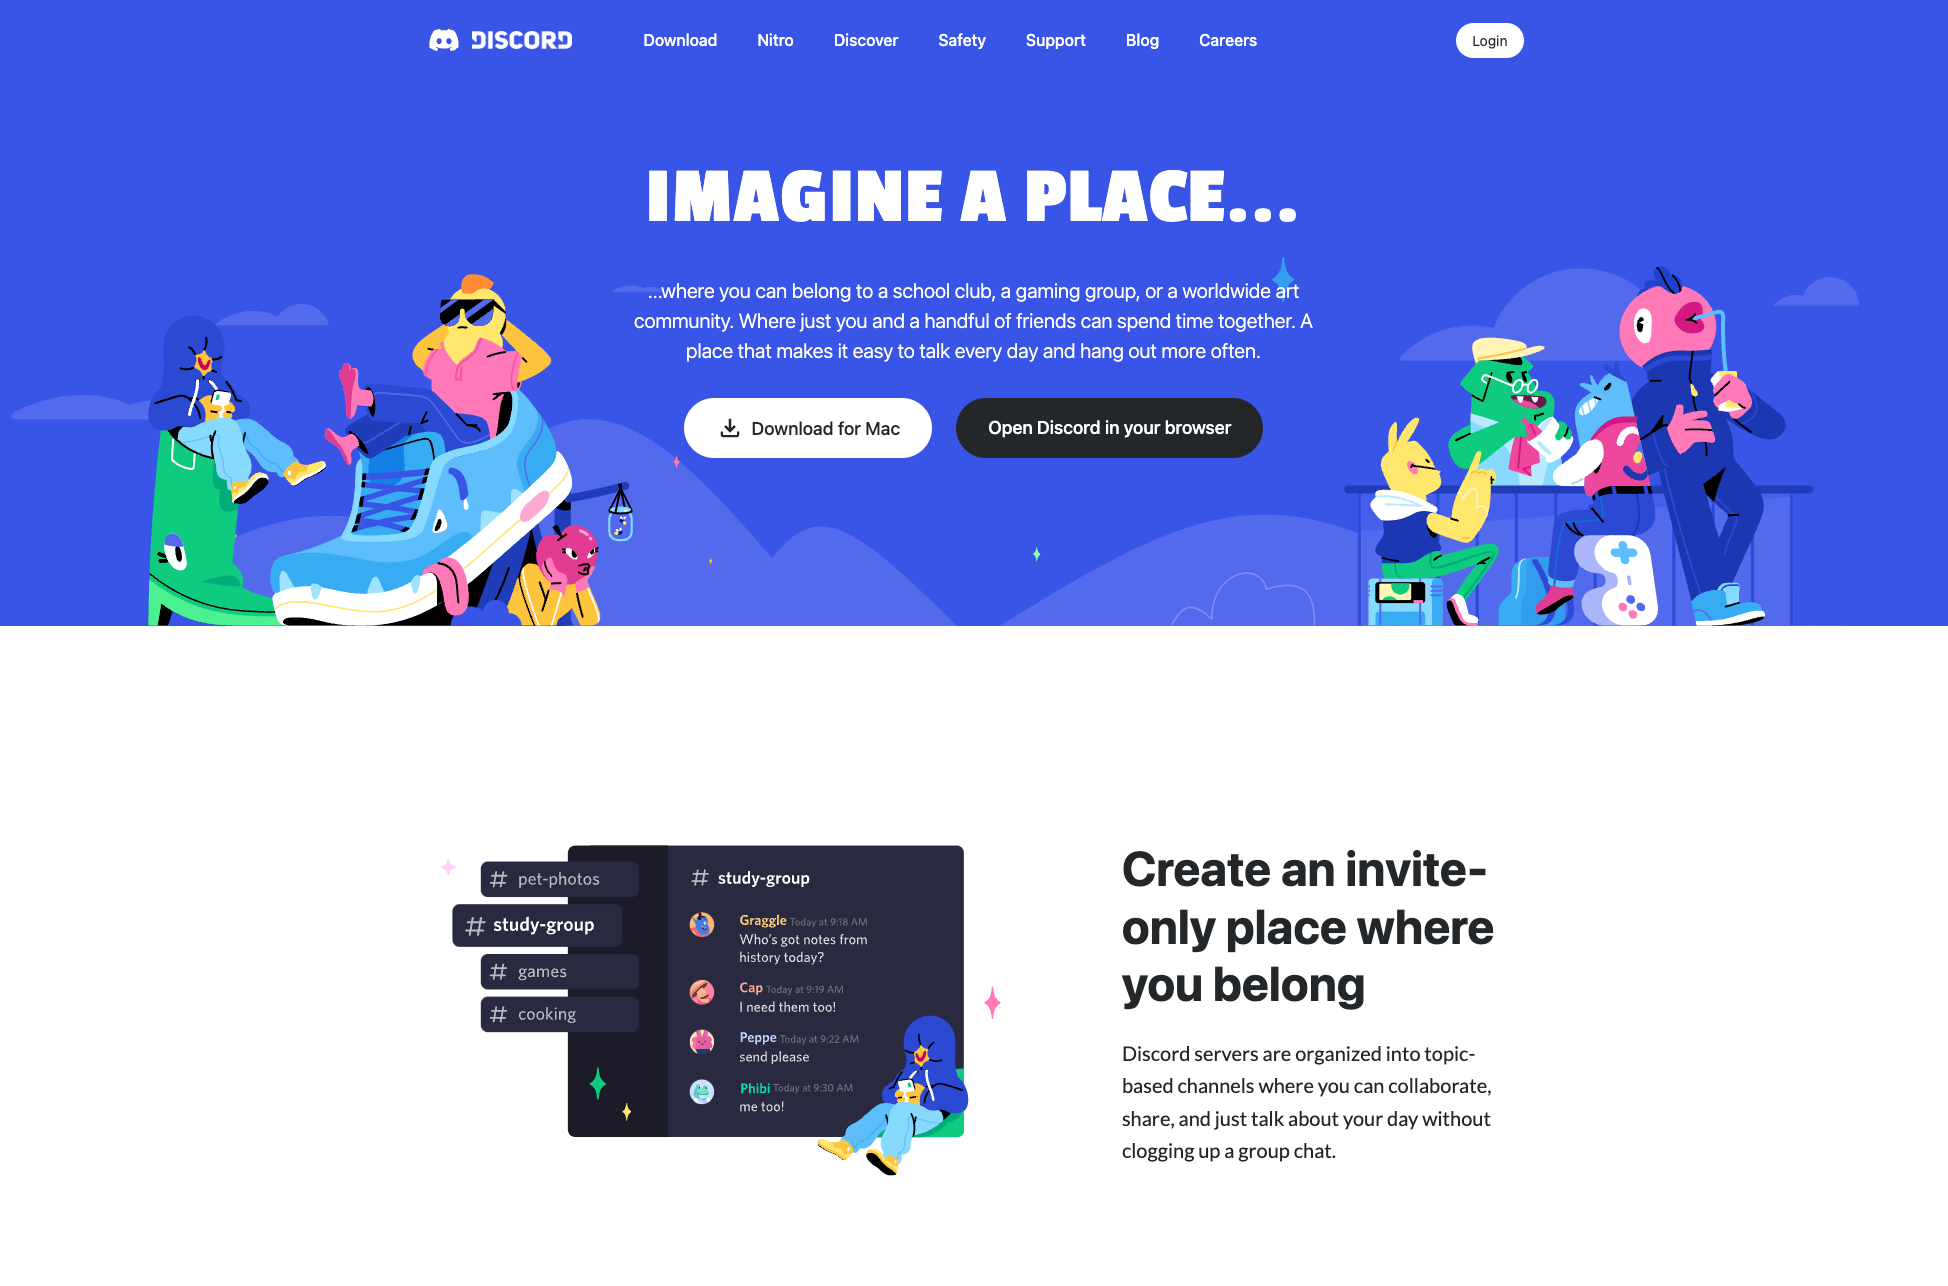 DISCORD
Download Nitro Discover Safety Support Blog Careers
Login
IMAGINE A PLACE...
...where you can belong to a school club, a gaming group, or a worldwide art
community. Where just you and a handful of friends can spend time together. A
place that makes it easy to talk every day and hang out more often.
Download for Mac
Open Discord in your browser
# pet-photos
# study-group
# games
# cooking
# study-group
Graggle Today at 9:18 AM
Who's got notes from
history today?
Cap Today at 9:19 AM
I need them too!
Peppe Today at 9:22 AM
send please
Phibi Today at 9:30 AM
me too!
Create an invite-
only place where
you belong
Discord servers are organized into topic-
based channels where you can collaborate,
share, and just talk about your day without
clogging up a group chat.